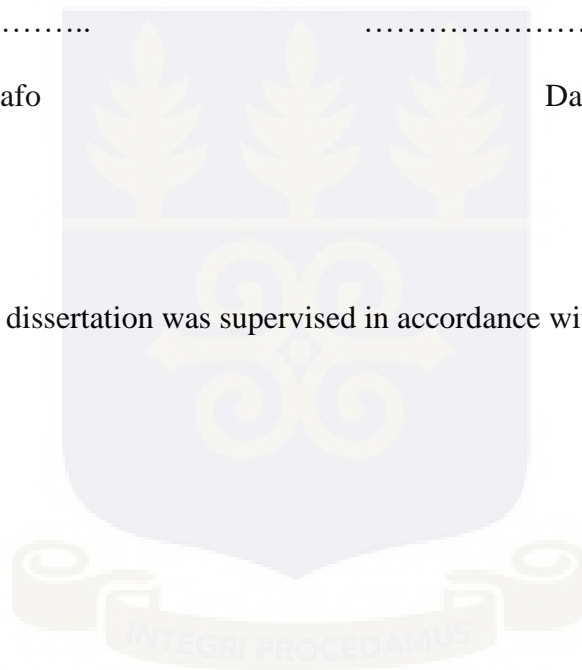 ……….. …………………
afo Da
dissertation was supervised in accordance wi
INTEGRI PROCEDAMUS